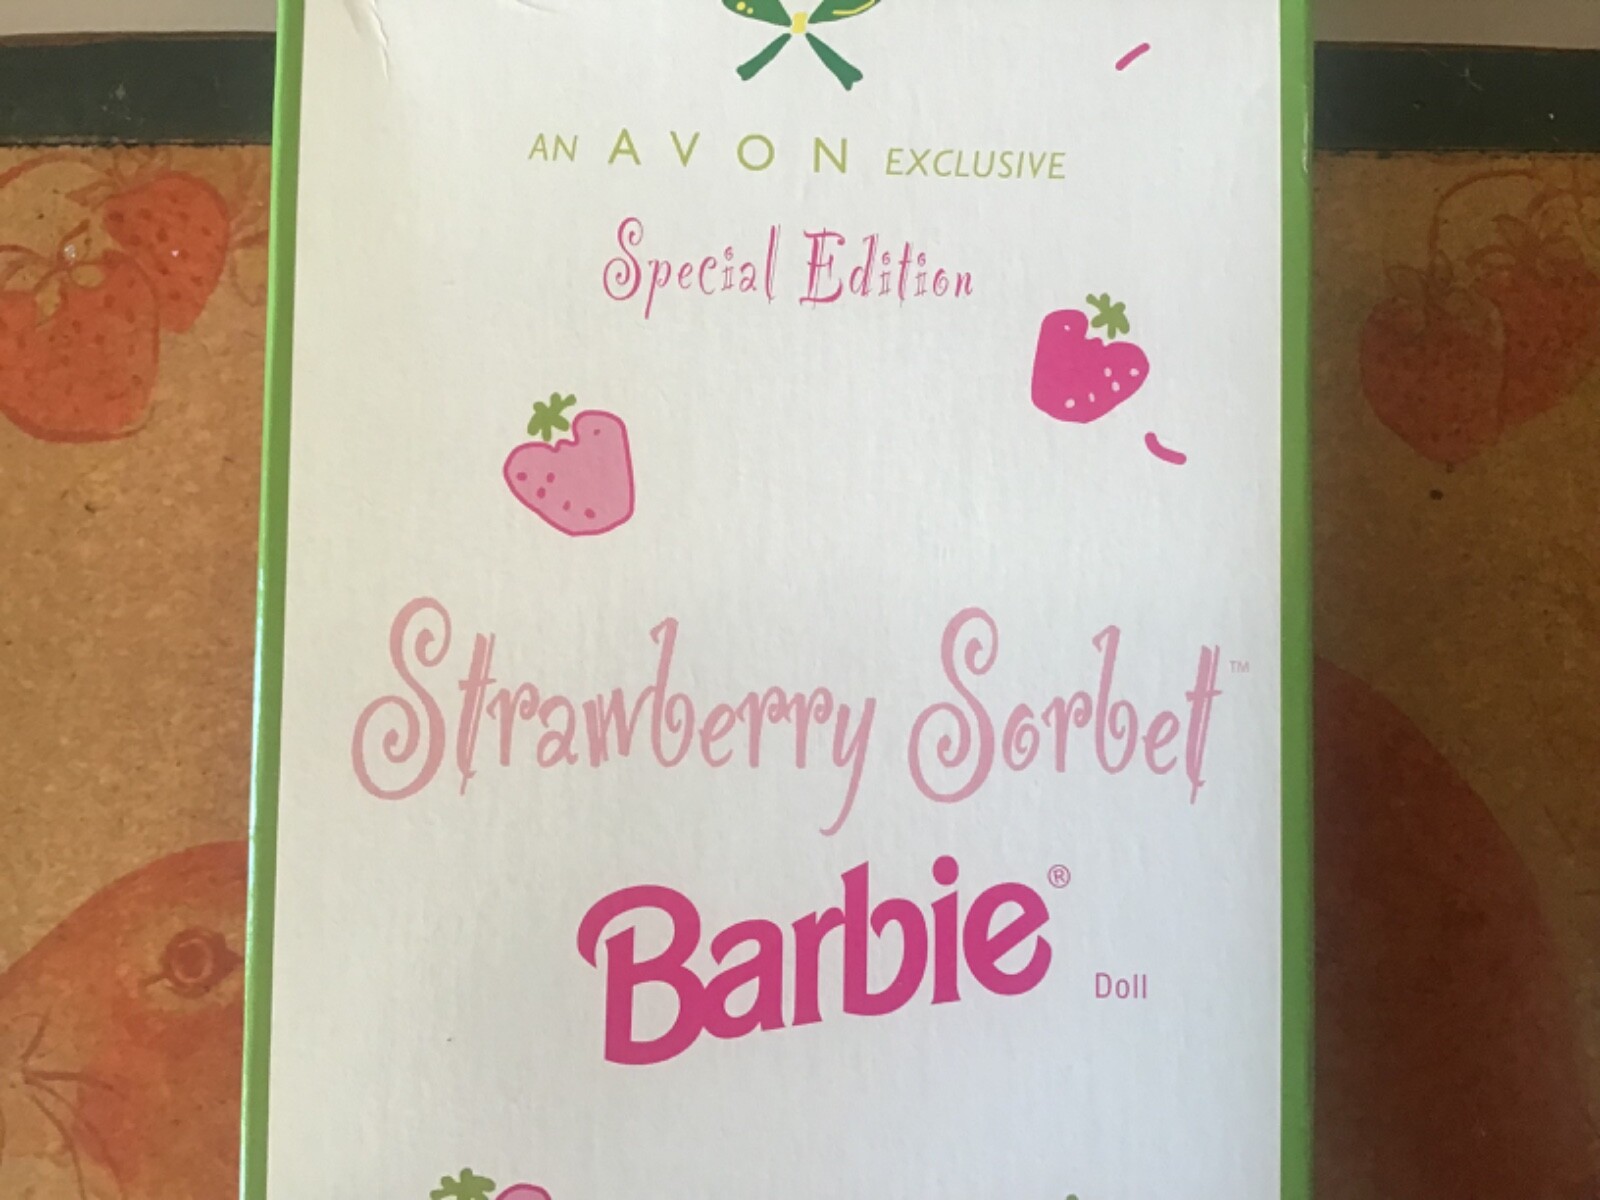 AN AVON EXCLUSIVE
Special Edition
Strawberry Sorbet™
Barbie® Doll